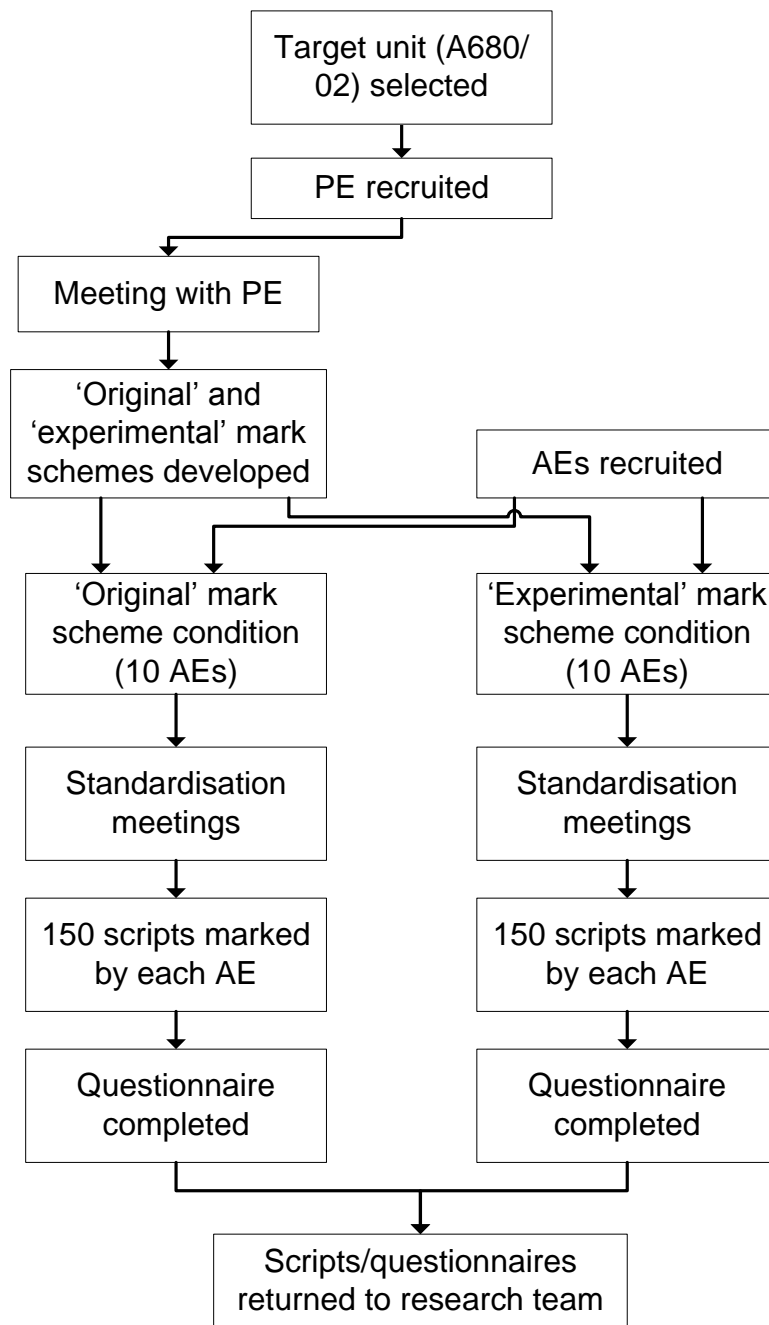 Target unit (A680/
02) selected
PE recruited
Meeting with PE
‘Original’ and
‘experimental’ mark
schemes developed
AEs recruited
‘Original’ mark
scheme condition
(10 AEs)
‘Experimental’ mark
scheme condition
(10 AEs)
Standardisation
meetings
Standardisation
meetings
150 scripts marked
by each AE
150 scripts marked
by each AE
Questionnaire
completed
Questionnaire
completed
Scripts/questionnaires
returned to research team